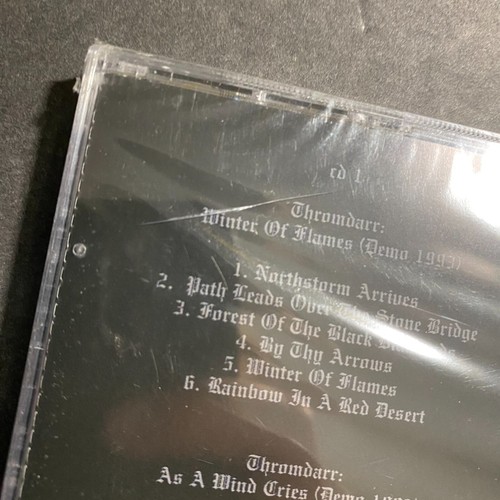 cd 1
Thromdarr:
Winter Of Flames (Demo 1993)
1. Northstorm Arrives
2. Path Leads Over The Stone Bridge
3. Forest Of The Black
4. By Thy Arrows
5. Winter Of Flames
6. Rainbow In A Red Desert
Thromdarr:
As A Wind Cries (Demo